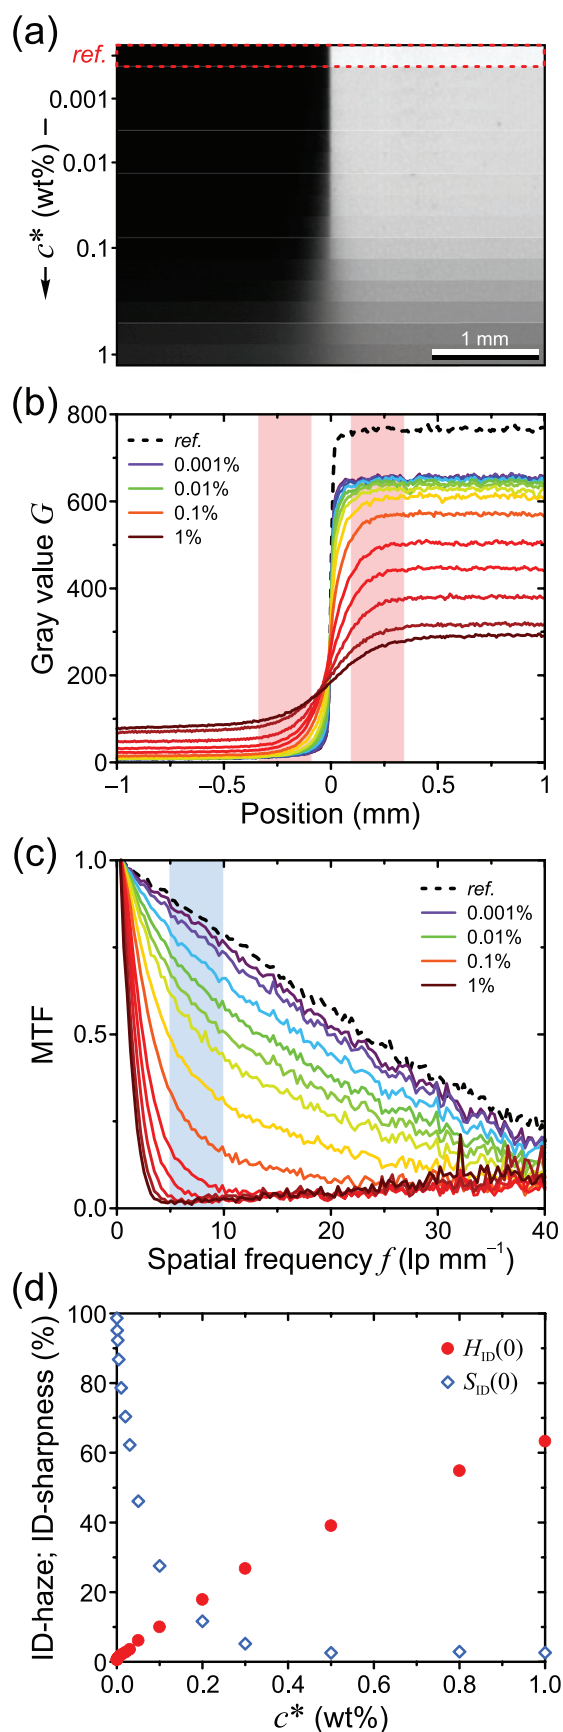 (a)
ref.
0.001
0.01
0.1
1
← c* (wt%) –
1 mm
(b)
800
600
400
200
0
Gray value G
ref.
0.001%
0.01%
0.1%
1%
−1
−0.5
0
0.5
1
Position (mm)
(c)
1.0
0.5
0.0
MTF
ref.
0.001%
0.01%
0.1%
1%
0
10
20
30
40
Spatial frequency f (lp mm⁻¹)
(d)
100
80
60
40
20
0
ID-haze; ID-sharpness (%)
H_ID(0)
S_ID(0)
0.0
0.2
0.4
0.6
0.8
1.0
c* (wt%)